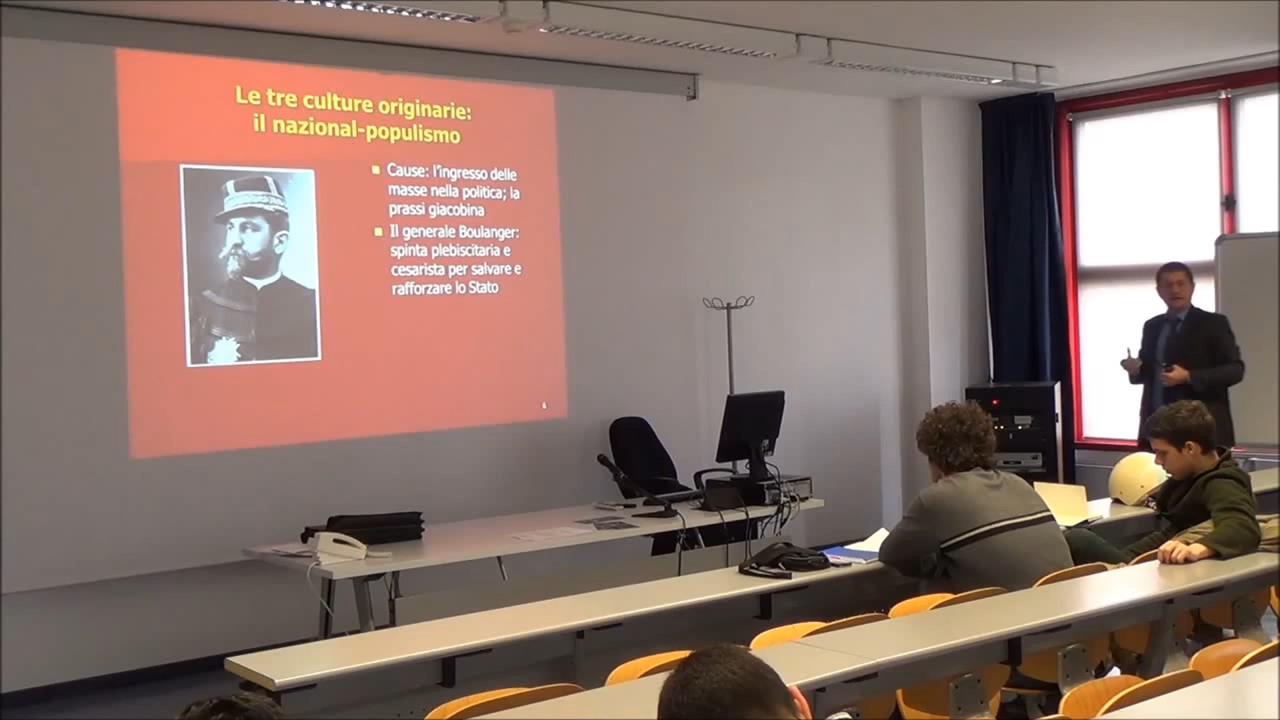 Le tre culture originarie:
il nazional-populismo
Cause: l'ingresso delle
masse nella politica; la
prassi giacobina
Il generale Boulanger:
spinta plebiscitaria e
cesarista per salvare e
rafforzare lo Stato
6